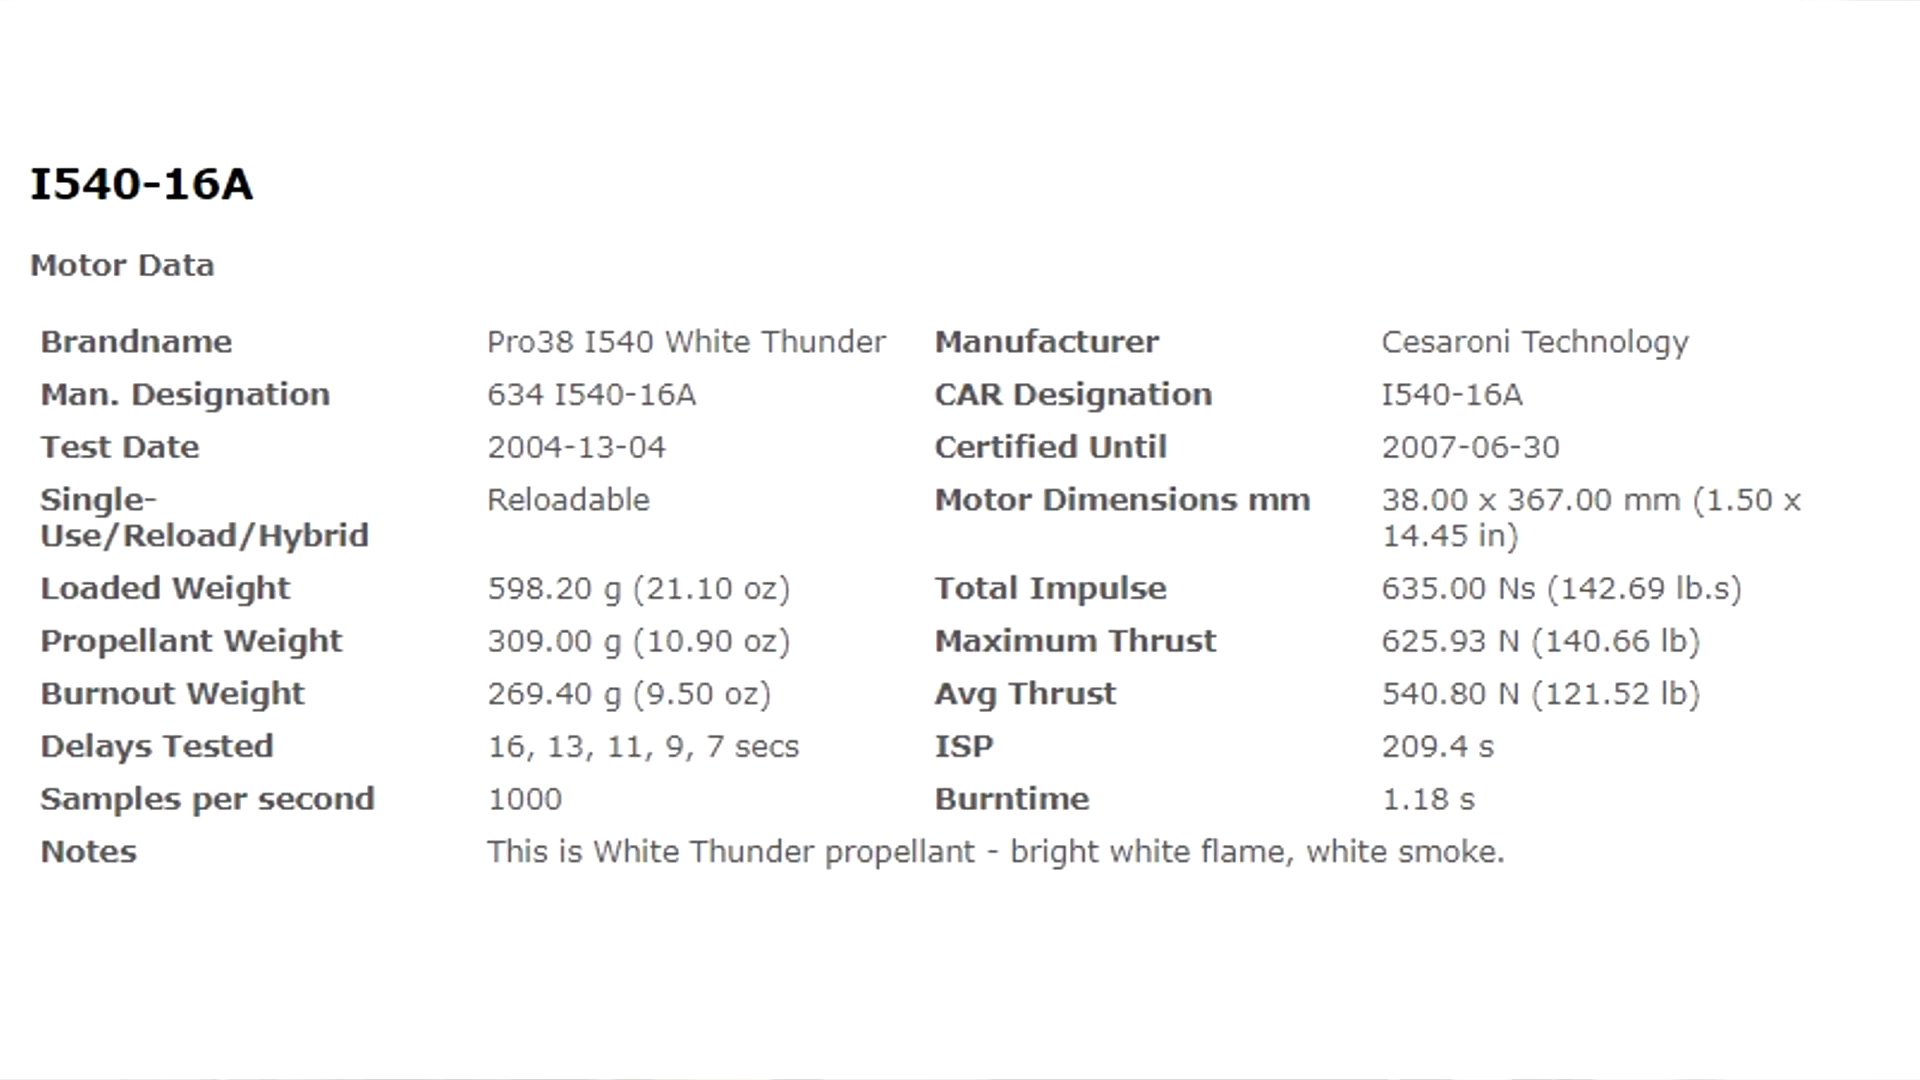 I540-16A
Motor Data
Brandname Pro38 I540 White Thunder Manufacturer Cesaroni Technology
Man. Designation 634 I540-16A CAR Designation I540-16A
Test Date 2004-13-04 Certified Until 2007-06-30
Single- Reloadable Motor Dimensions mm 38.00 x 367.00 mm (1.50 x
Use/Reload/Hybrid 14.45 in)
Loaded Weight 598.20 g (21.10 oz) Total Impulse 635.00 Ns (142.69 lb.s)
Propellant Weight 309.00 g (10.90 oz) Maximum Thrust 625.93 N (140.66 lb)
Burnout Weight 269.40 g (9.50 oz) Avg Thrust 540.80 N (121.52 lb)
Delays Tested 16, 13, 11, 9, 7 secs ISP 209.4 s
Samples per second 1000 Burntime 1.18 s
Notes This is White Thunder propellant - bright white flame, white smoke.